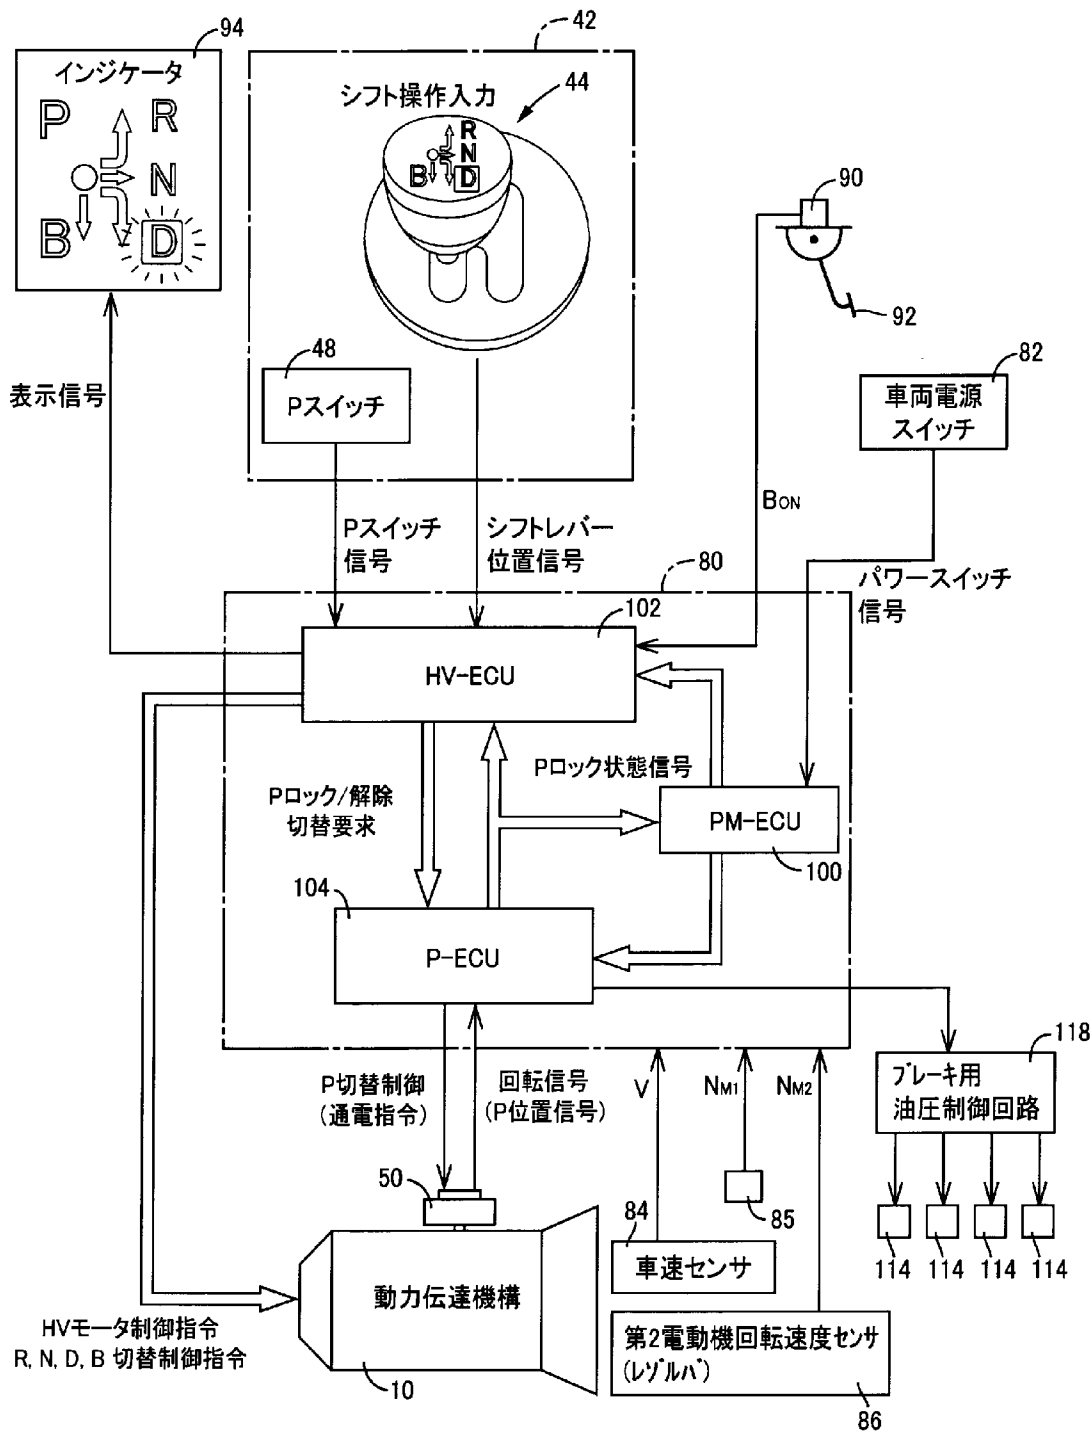 94
インジケータ
P
R
N
B
D
42
シフト操作入力
44
R
N
B
D
90
92
48
Pスイッチ
82
車両電源
スイッチ
表示信号
Pスイッチ
信号
シフトレバー
位置信号
BON
80
パワースイッチ
信号
102
HV-ECU
Pロック状態信号
Pロック/解除
切替要求
PM-ECU
100
104
P-ECU
118
ブレーキ用
油圧制御回路
P切替制御
(通電指令)
回転信号
(P位置信号)
V
NM1
NM2
50
85
84
車速センサ
114
114
114
114
動力伝達機構
HVモータ制御指令
R, N, D, B 切替制御指令
10
第2電動機回転速度センサ
(レゾルバ)
86